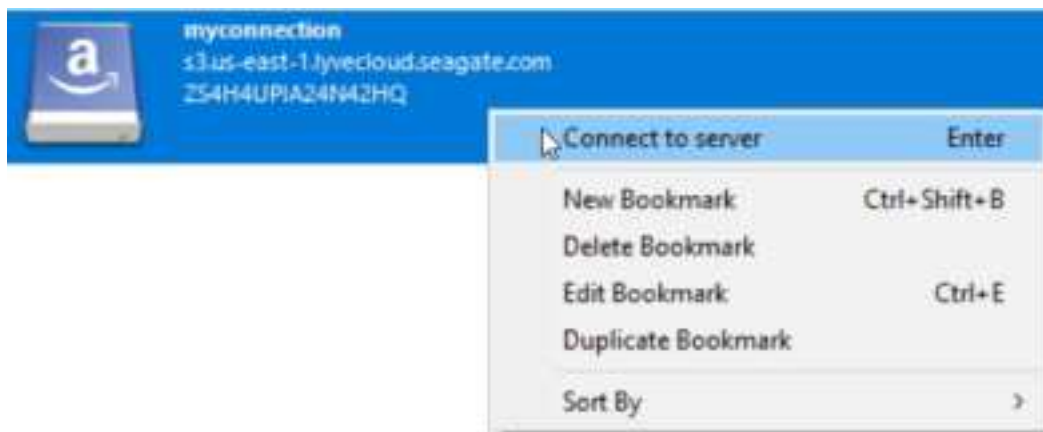 myconnection
s3.us-east-1.lyvecloud.seagate.com
ZS4H4UPIA24N42HQ
Connect to server Enter
New Bookmark Ctrl+Shift+B
Delete Bookmark
Edit Bookmark Ctrl+E
Duplicate Bookmark
Sort By